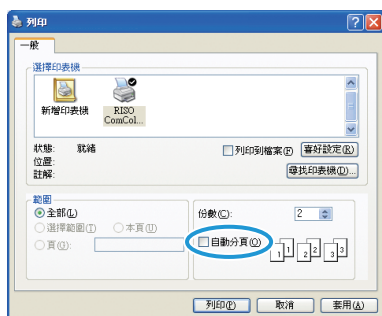 列印
一般
選擇印表機
新增印表機
RISO
ComCol...
狀態: 就緒
位置:
註解:
列印到檔案(F) 喜好設定(R)
尋找印表機(D)...
範圍
全部(L)
選擇範圍(T) 本頁(U)
頁(G):
份數(C): 2
自動分頁(O)
1 1 2 2 3 3
列印(P) 取消 套用(A)